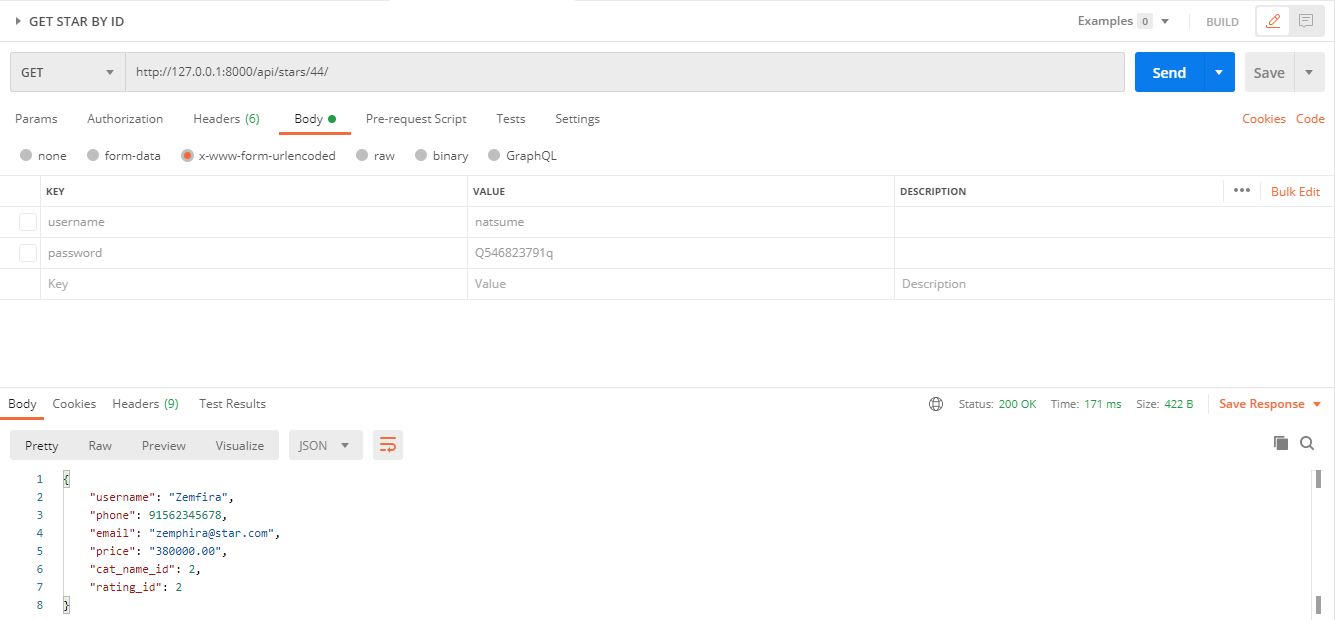 GET STAR BY ID Examples 0 BUILD
GET http://127.0.0.1:8000/api/stars/44/ Send Save
Params Authorization Headers (6) Body Pre-request Script Tests Settings Cookies Code
none form-data x-www-form-urlencoded raw binary GraphQL
KEY VALUE DESCRIPTION ••• Bulk Edit
username natsume
password Q546823791q
Key Value Description
Body Cookies Headers (9) Test Results Status: 200 OK Time: 171 ms Size: 422 B Save Response
Pretty Raw Preview Visualize JSON
1 {
2 "username": "Zemfira",
3 "phone": 91562345678,
4 "email": "zemphira@star.com",
5 "price": "380000.00",
6 "cat_name_id": 2,
7 "rating_id": 2
8 }